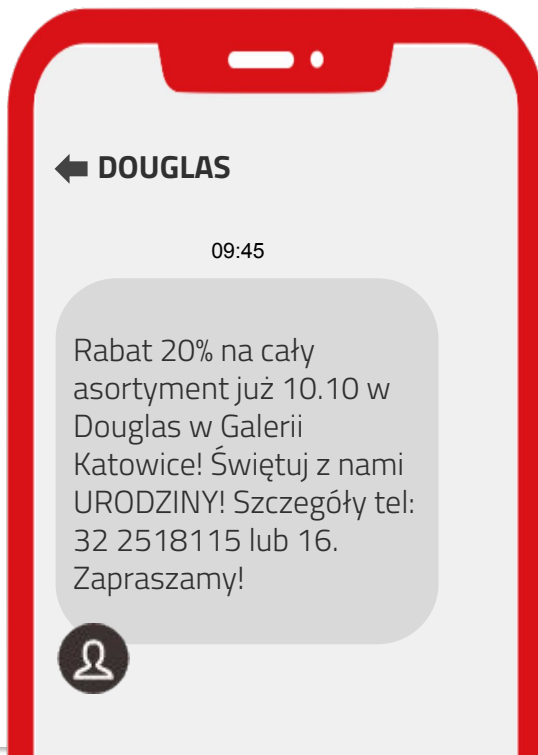 DOUGLAS
09:45
Rabat 20% na cały
asortyment już 10.10 w
Douglas w Galerii
Katowice! Świętuj z nami
URODZINY! Szczegóły tel:
32 2518115 lub 16.
Zapraszamy!